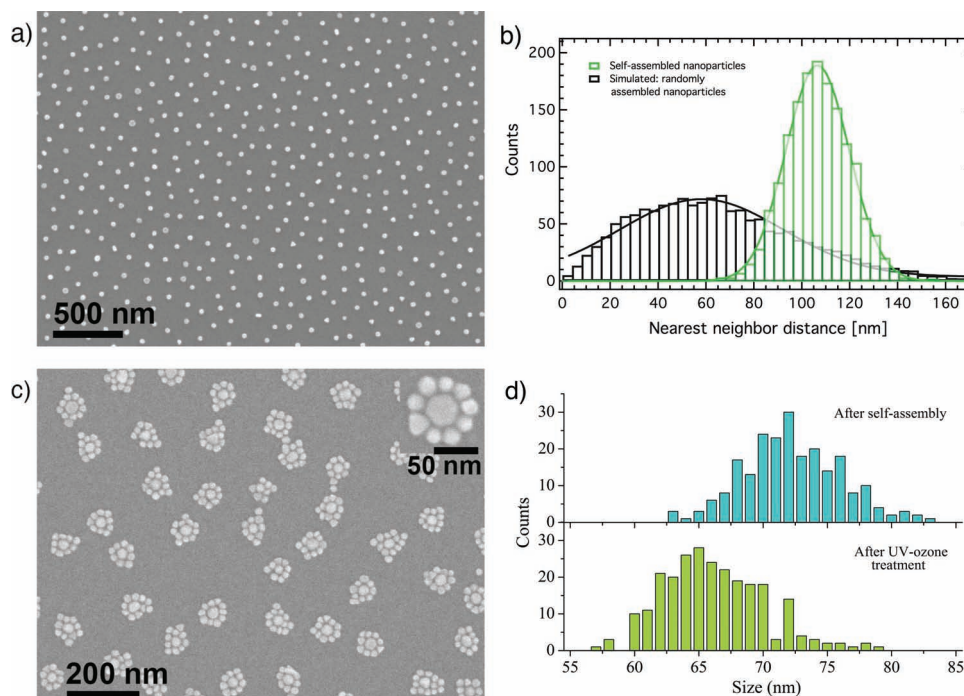 a)
500 nm
b)
200
150
100
50
0
Counts
Self-assembled nanoparticles
Simulated: randomly
assembled nanoparticles
0 20 40 60 80 100 120 140 160
Nearest neighbor distance [nm]
c)
50 nm
200 nm
d)
After self-assembly
30
20
10
0
Counts
After UV-ozone
treatment
30
20
10
0
55 60 65 70 75 80 85
Size (nm)